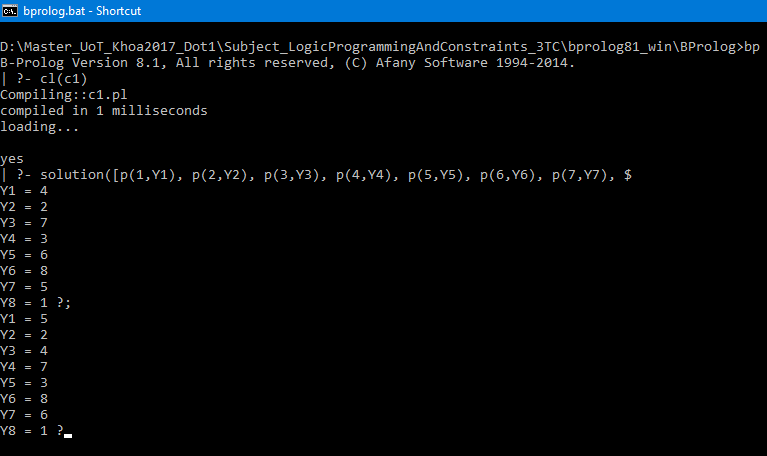 bprolog.bat - Shortcut
D:\Master_UoT_Khoa2017_Dot1\Subject_LogicProgrammingAndConstraints_3TC\bprolog81_win\BProlog>bp
B-Prolog Version 8.1, All rights reserved, (C) Afany Software 1994-2014.
| ?- cl(c1)
Compiling::c1.pl
compiled in 1 milliseconds
loading...
yes
| ?- solution([p(1,Y1), p(2,Y2), p(3,Y3), p(4,Y4), p(5,Y5), p(6,Y6), p(7,Y7), $
Y1 = 4
Y2 = 2
Y3 = 7
Y4 = 3
Y5 = 6
Y6 = 8
Y7 = 5
Y8 = 1 ?;
Y1 = 5
Y2 = 2
Y3 = 4
Y4 = 7
Y5 = 3
Y6 = 8
Y7 = 6
Y8 = 1 ?